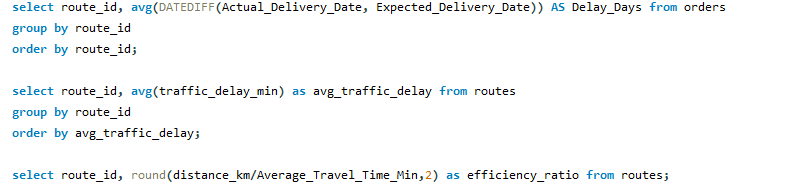 select route_id, avg(DATEDIFF(Actual_Delivery_Date, Expected_Delivery_Date)) AS Delay_Days from orders
group by route_id
order by route_id;
select route_id, avg(traffic_delay_min) as avg_traffic_delay from routes
group by route_id
order by avg_traffic_delay;
select route_id, round(distance_km/Average_Travel_Time_Min,2) as efficiency_ratio from routes;